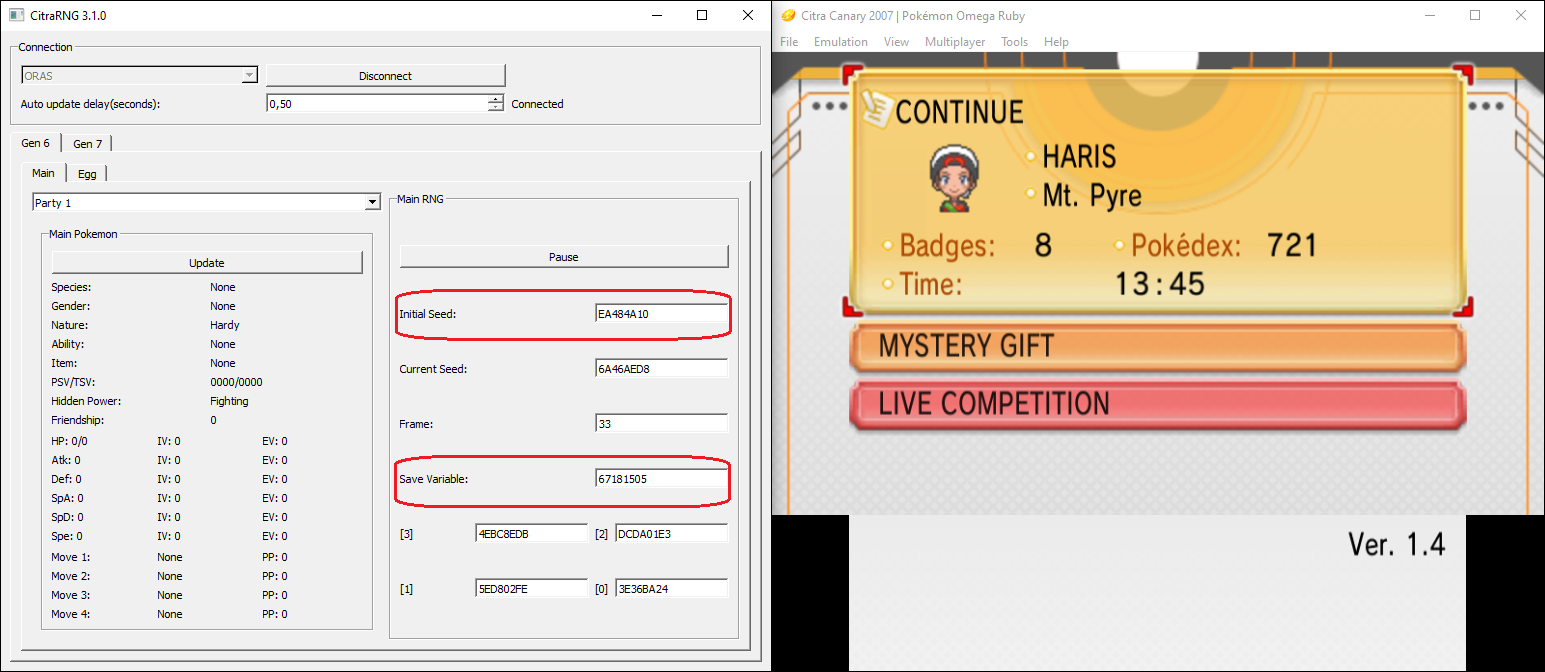 CitraRNG 3.1.0
Connection
ORAS
Disconnect
Auto update delay(seconds):
0,50
Connected
Gen 6
Gen 7
Main
Egg
Party 1
Main Pokemon
Update
Species: None
Gender: None
Nature: Hardy
Ability: None
Item: None
PSV/TSV: 0000/0000
Hidden Power: Fighting
Friendship: 0
HP: 0/0 IV: 0 EV: 0
Atk: 0 IV: 0 EV: 0
Def: 0 IV: 0 EV: 0
SpA: 0 IV: 0 EV: 0
SpD: 0 IV: 0 EV: 0
Spe: 0 IV: 0 EV: 0
Move 1: None PP: 0
Move 2: None PP: 0
Move 3: None PP: 0
Move 4: None PP: 0
Main RNG
Pause
Initial Seed: EA484A10
Current Seed: 6A46AED8
Frame: 33
Save Variable: 67181505
[3] 4EBC8EDB [2] DCDA01E3
[1] 5ED802FE [0] 3E36BA24
Citra Canary 2007 | Pokémon Omega Ruby
File Emulation View Multiplayer Tools Help
CONTINUE
HARIS
Mt. Pyre
Badges: 8 Pokédex: 721
Time: 13:45
MYSTERY GIFT
LIVE COMPETITION
Ver. 1.4